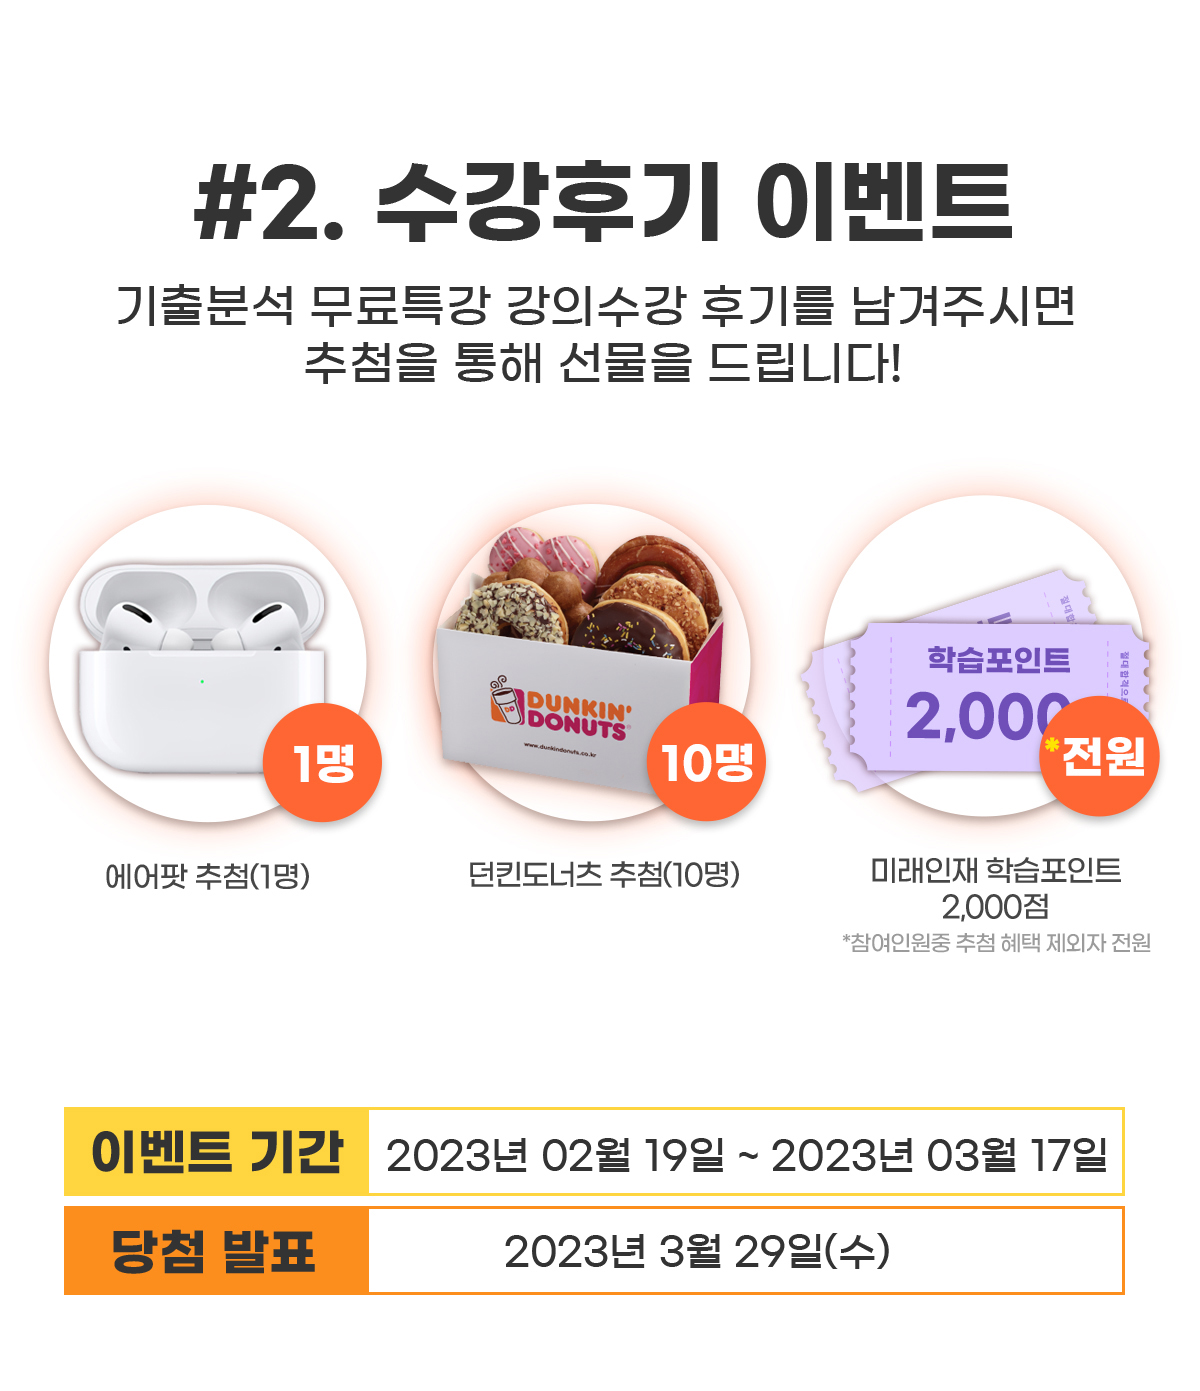 #2. 수강후기 이벤트
기출분석 무료특강 강의수강 후기를 남겨주시면
추첨을 통해 선물을 드립니다!
1명
DUNKIN'
DONUTS
DD
www.dunkindonuts.co.kr
10명
학습포인트
2,000
*전원
에어팟 추첨(1명)
던킨도너츠 추첨(10명)
미래인재 학습포인트
2,000점
*참여인원중 추첨 혜택 제외자 전원
이벤트 기간
2023년 02월 19일 ~ 2023년 03월 17일
당첨 발표
2023년 3월 29일(수)